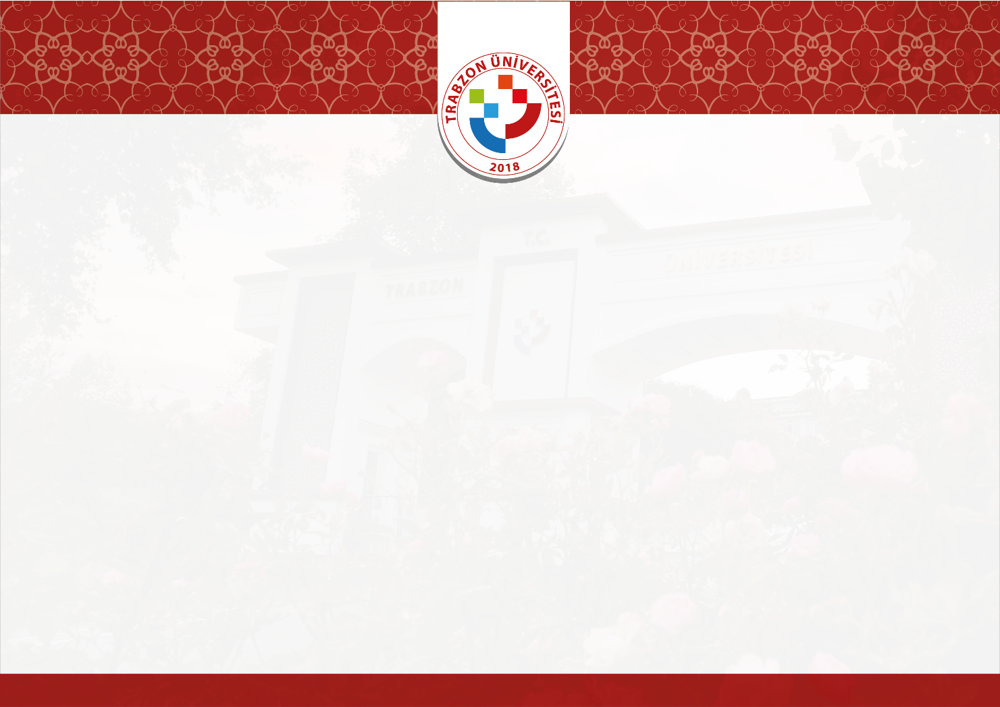 TRABZON ÜNİVERSİTESİ
2018
T.C.
TRABZON
ÜNİVERSİTESİ